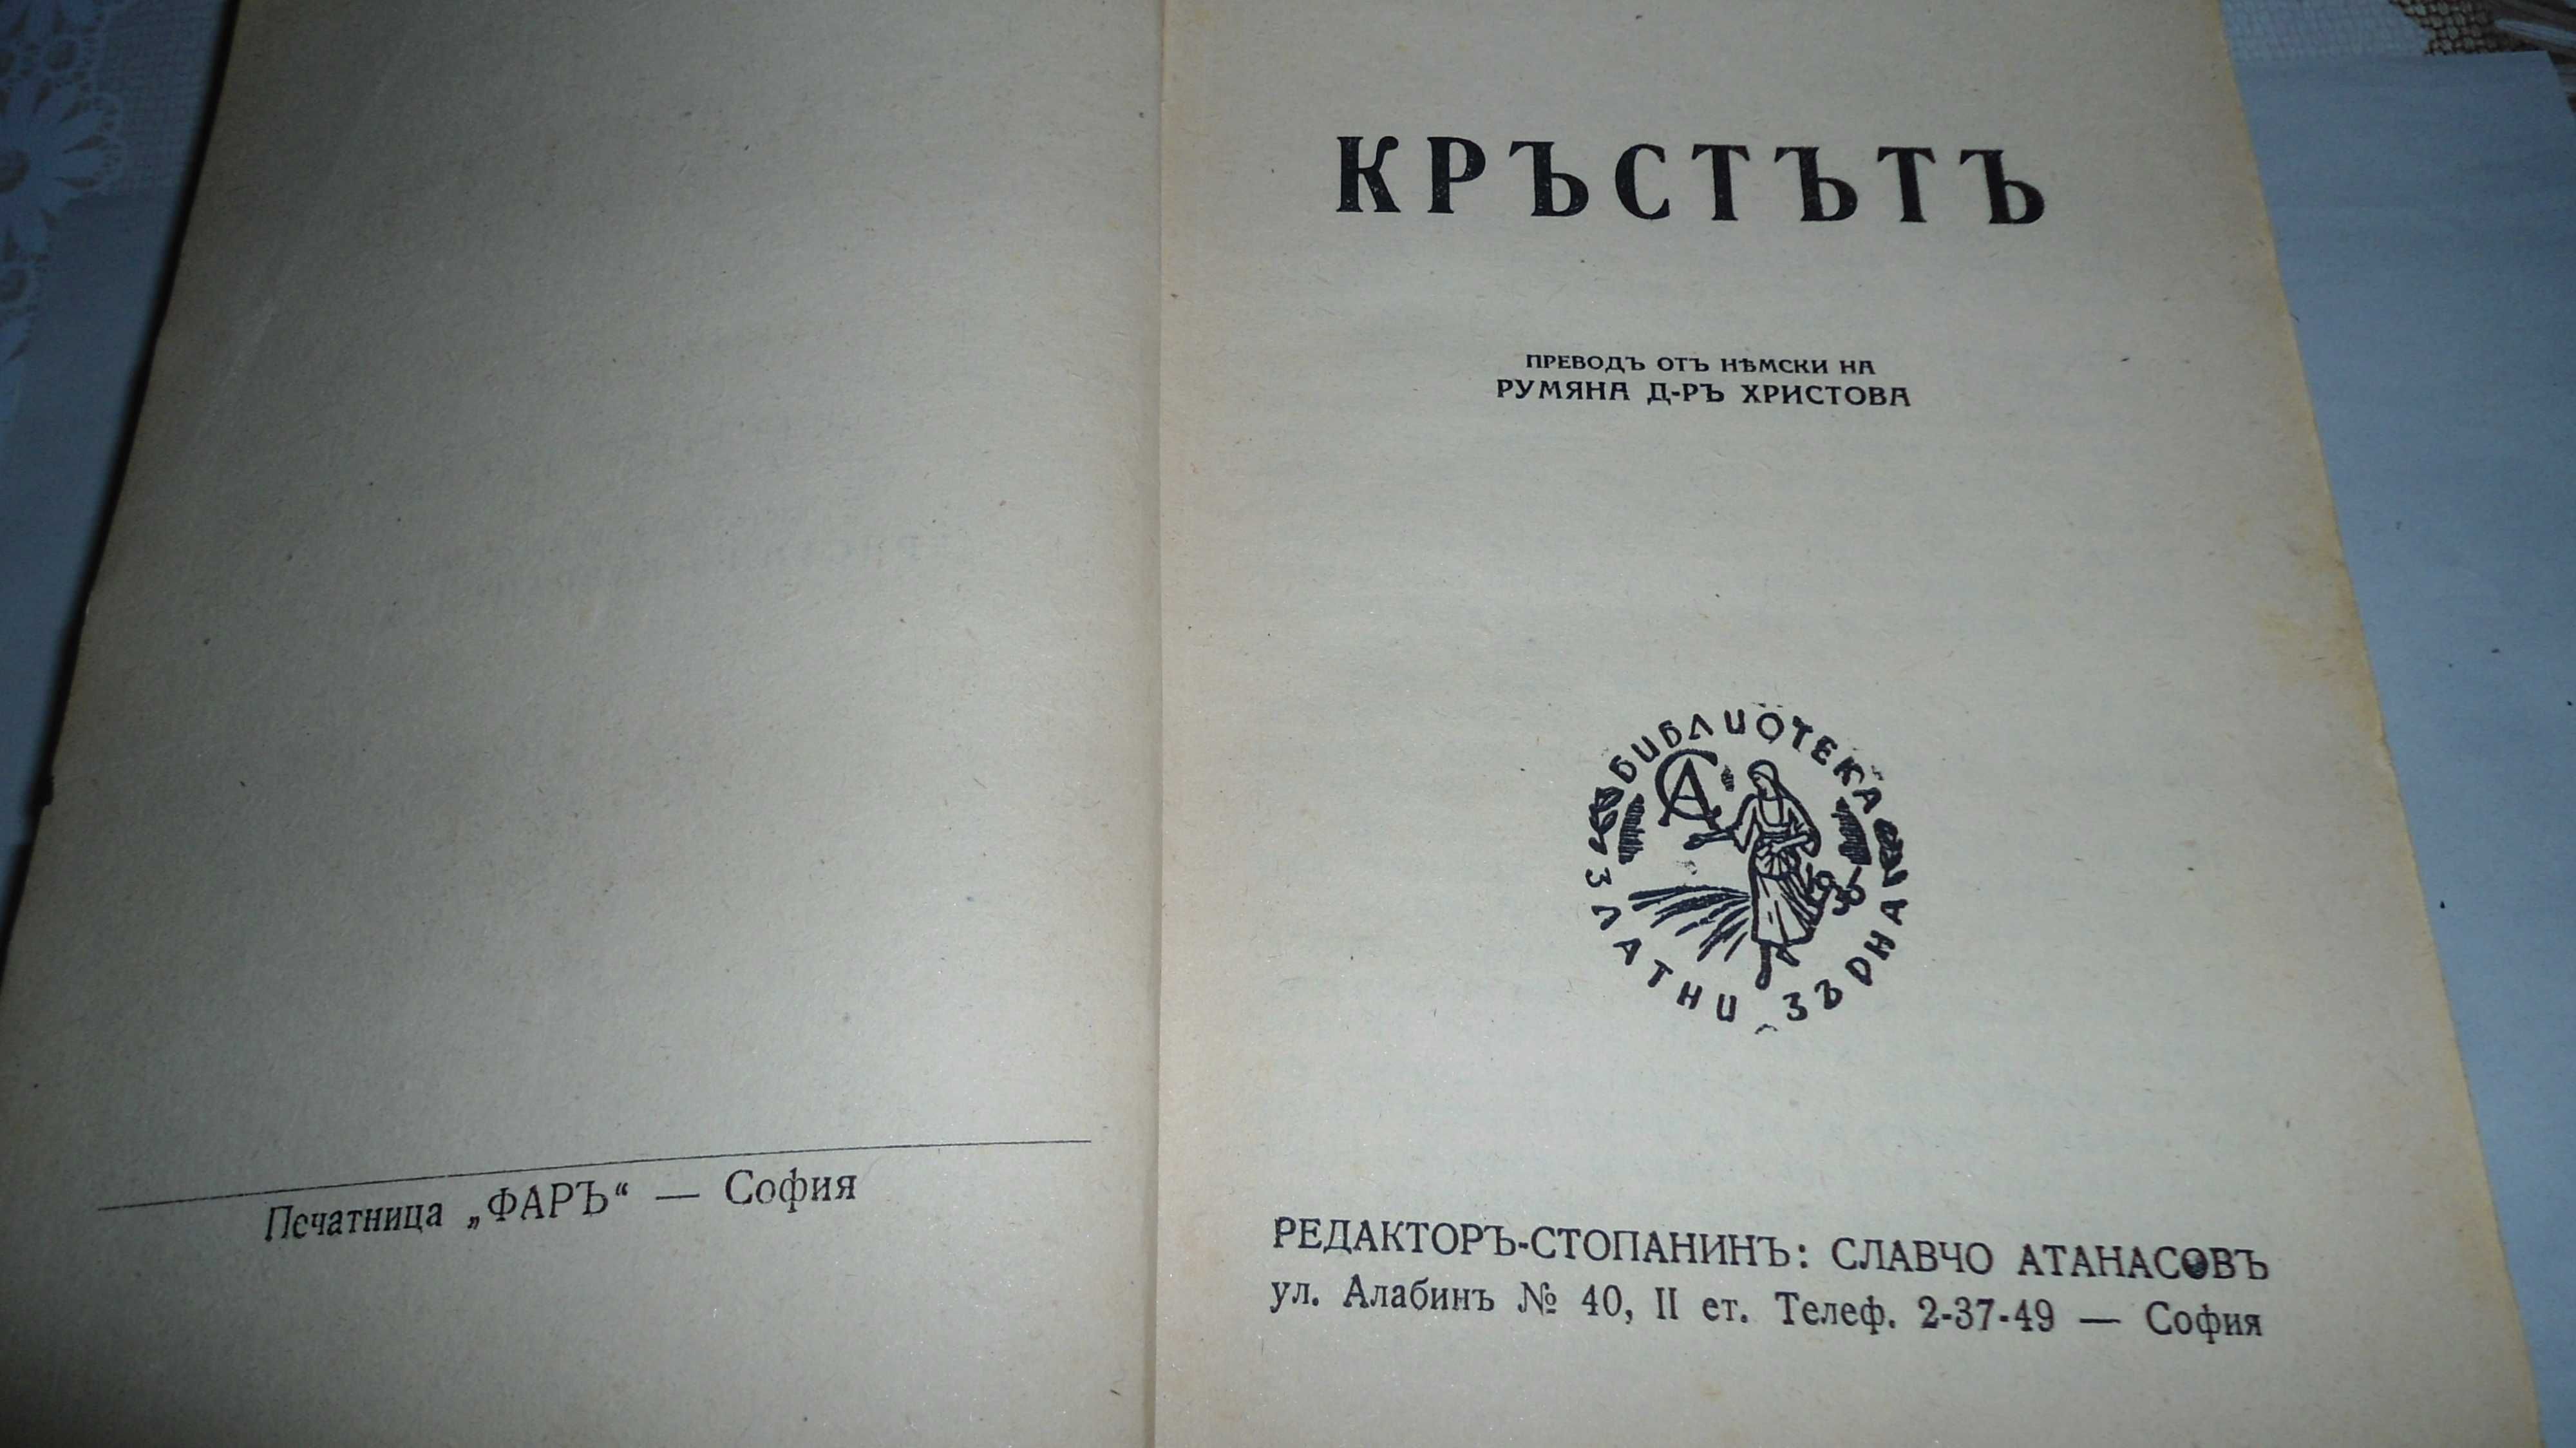 Печатница „ФАРЪ“ — София
КРЪСТЪТЪ
ПРЕВОДЪ ОТЪ НѢМСКИ НА
РУМЯНА Д-РЪ ХРИСТОВА
БИБЛИОТЕКА
ЗЛАТНИ ЗЪРНА
СА
РЕДАКТОРЪ-СТОПАНИНЪ: СЛАВЧО АТАНАСОВЪ
ул. Алабинъ № 40, II ет. Телеф. 2-37-49 — София